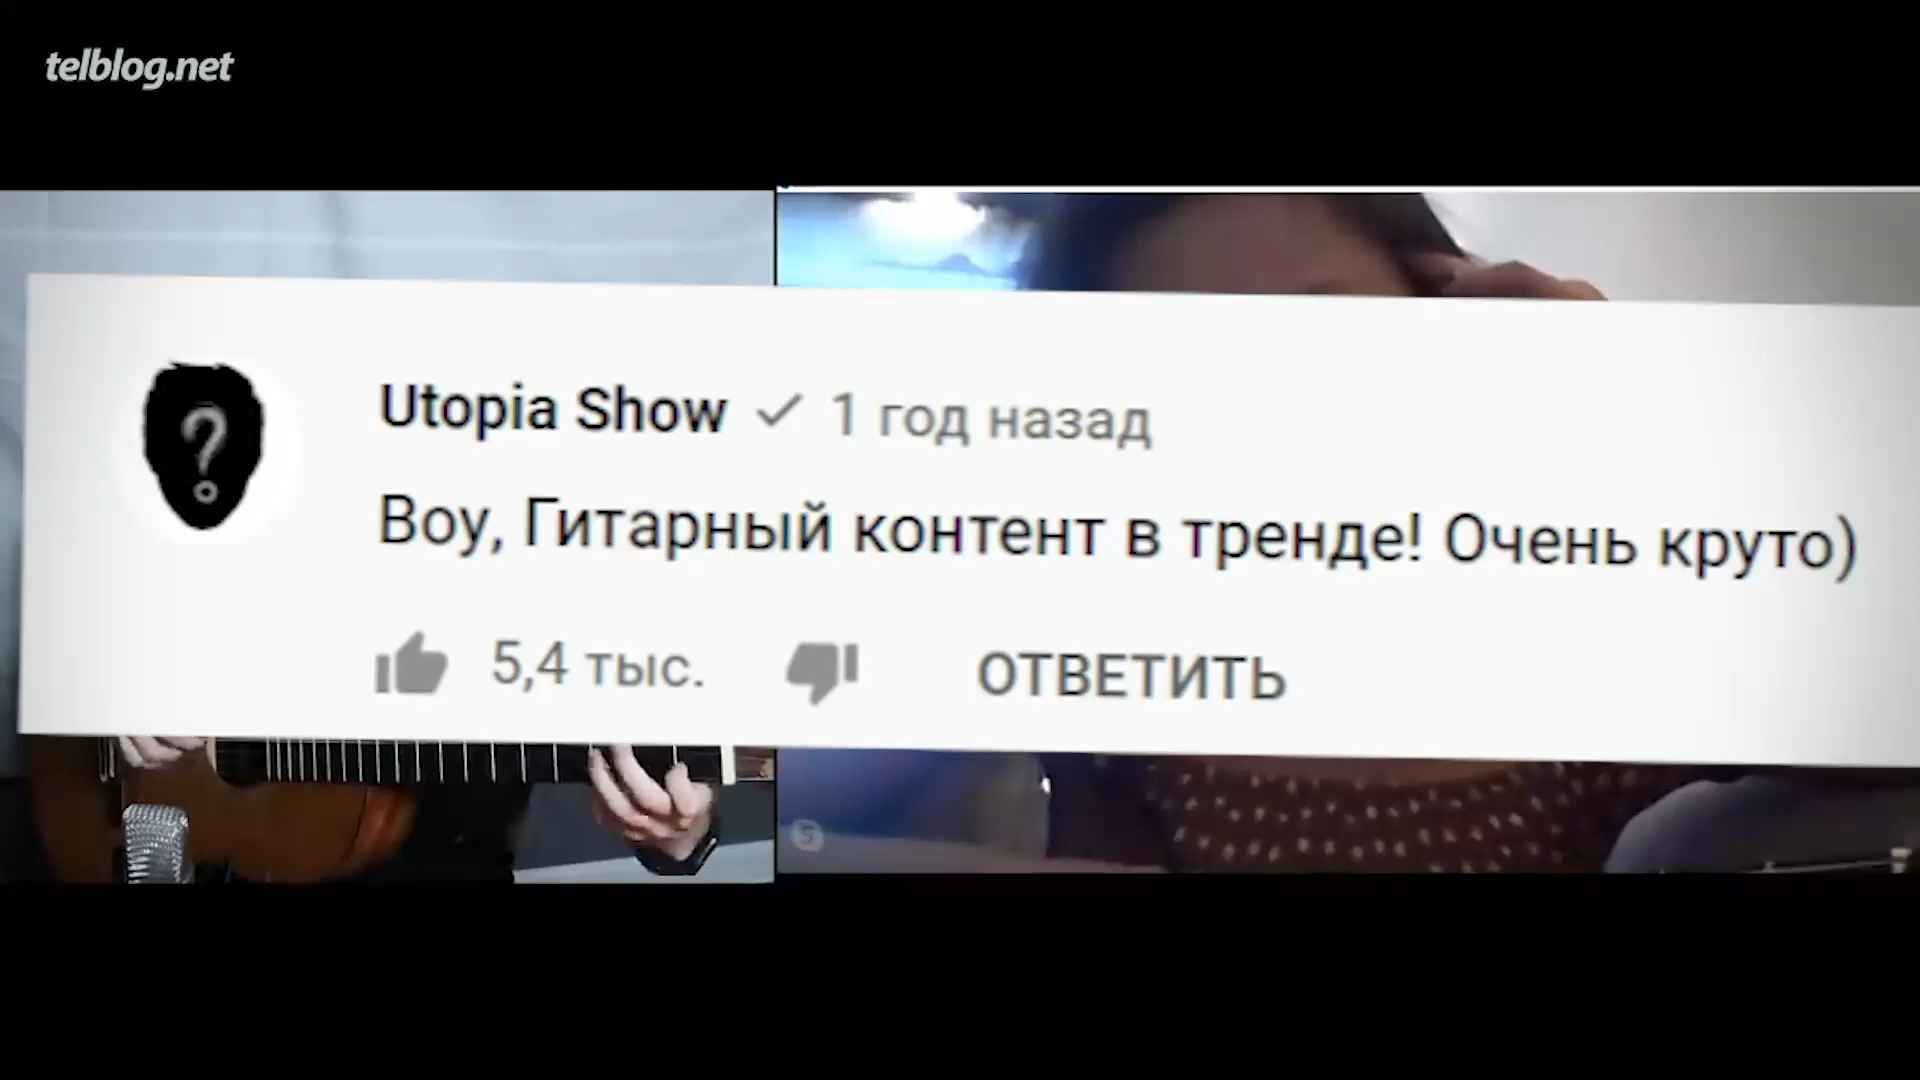 telblog.net
Utopia Show 1 год назад
Воу, Гитарный контент в тренде! Очень круто)
5,4 тыс. ОТВЕТИТЬ